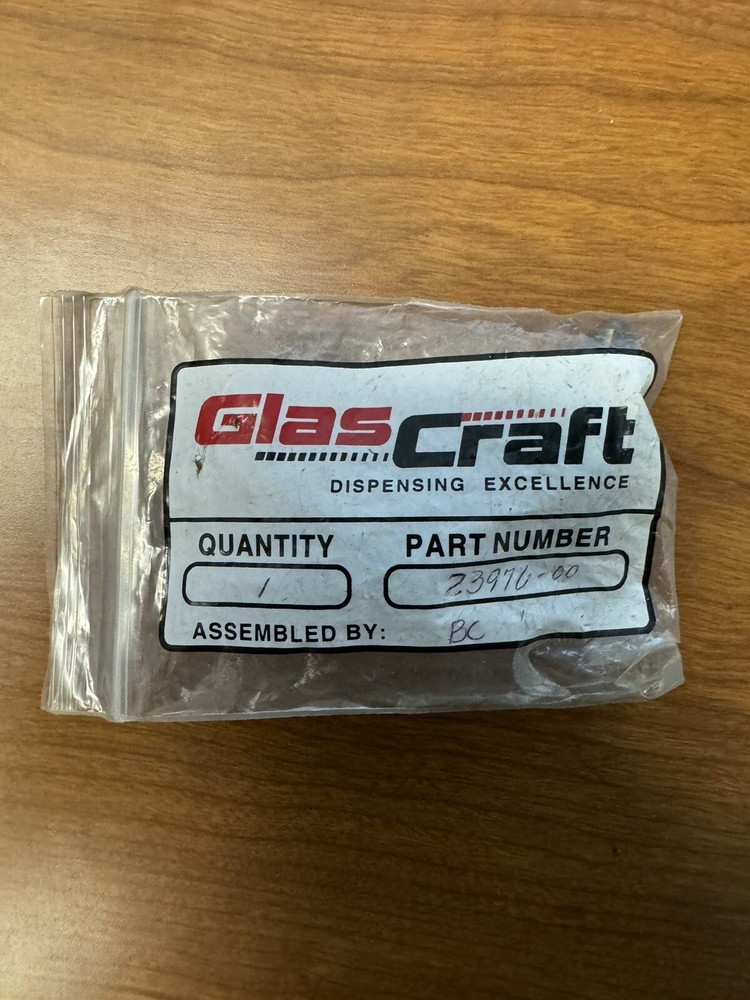 GlasCraft
DISPENSING EXCELLENCE
QUANTITY PART NUMBER
1 23976-00
ASSEMBLED BY: BC